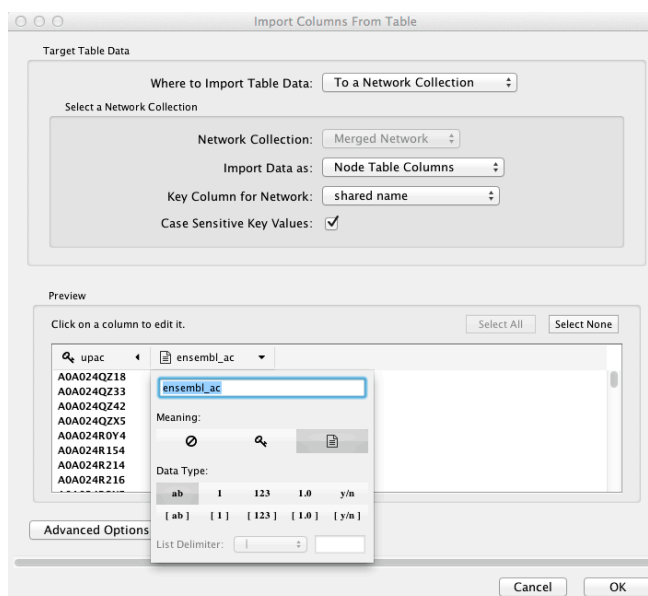 Import Columns From Table
Target Table Data
Where to Import Table Data: To a Network Collection
Select a Network Collection
Network Collection: Merged Network
Import Data as: Node Table Columns
Key Column for Network: shared name
Case Sensitive Key Values:
Preview
Click on a column to edit it. Select All Select None
upac ensembl_ac
A0A024QZ18
A0A024QZ33
A0A024QZ42
A0A024QZX5
A0A024R0Y4
A0A024R154
A0A024R214
A0A024R216
ensembl_ac
Meaning:
Data Type:
ab 1 123 1.0 y/n
[ ab ] [ 1 ] [ 123 ] [ 1.0 ] [ y/n ]
List Delimiter: |
Advanced Options
Cancel OK